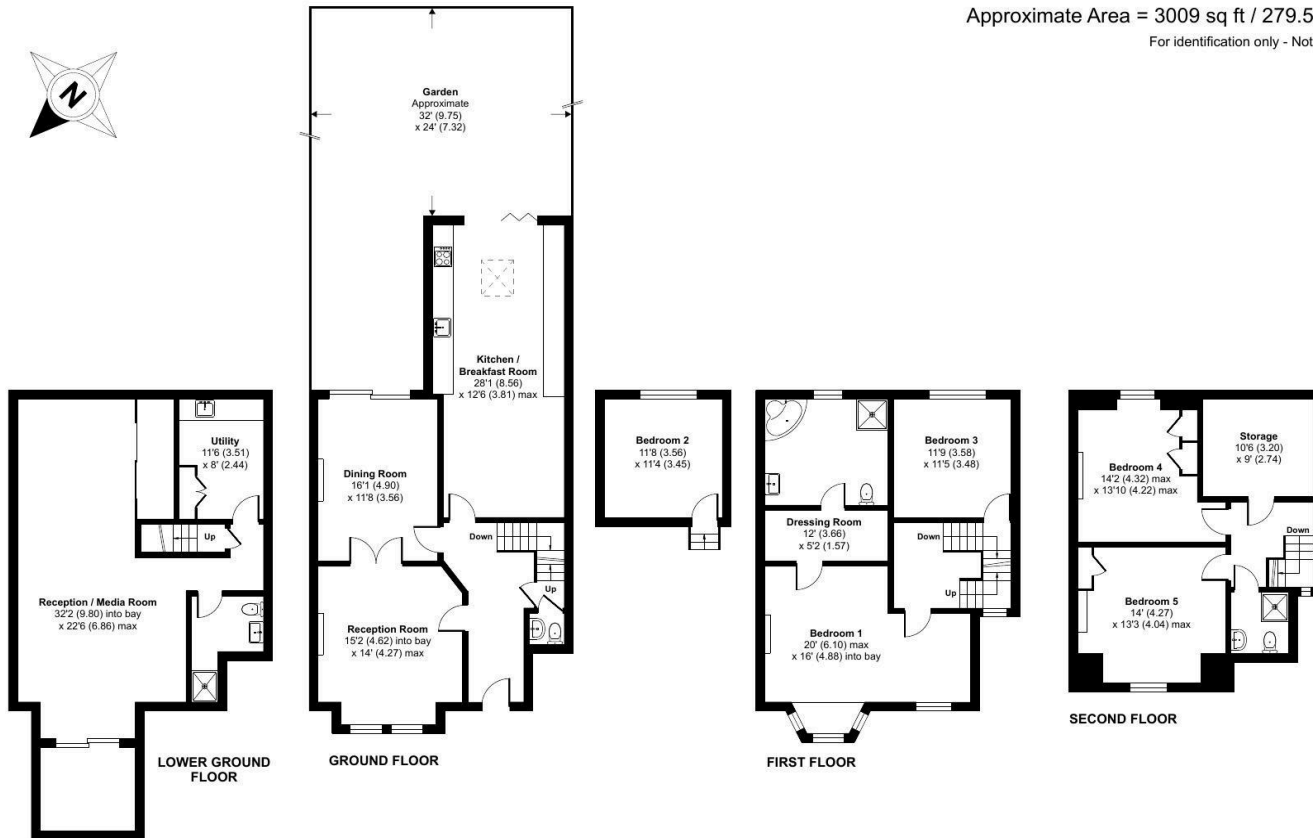 Approximate Area = 3009 sq ft / 279.5
For identification only - Not
N
Garden
Approximate
32' (9.75)
x 24' (7.32)
Kitchen /
Breakfast Room
28'1 (8.56)
x 12'6 (3.81) max
Utility
11'6 (3.51)
x 8' (2.44)
Up
Reception / Media Room
32'2 (9.80) into bay
x 22'6 (6.86) max
LOWER GROUND
FLOOR
Dining Room
16'1 (4.90)
x 11'8 (3.56)
Down
Up
Reception Room
15'2 (4.62) into bay
x 14' (4.27) max
GROUND FLOOR
Bedroom 2
11'8 (3.56)
x 11'4 (3.45)
Bedroom 3
11'9 (3.58)
x 11'5 (3.48)
Dressing Room
12' (3.66)
x 5'2 (1.57)
Down
Up
Bedroom 1
20' (6.10) max
x 16' (4.88) into bay
FIRST FLOOR
Bedroom 4
14'2 (4.32) max
x 13'10 (4.22) max
Storage
10'6 (3.20)
x 9' (2.74)
Down
Bedroom 5
14' (4.27)
x 13'3 (4.04) max
SECOND FLOOR